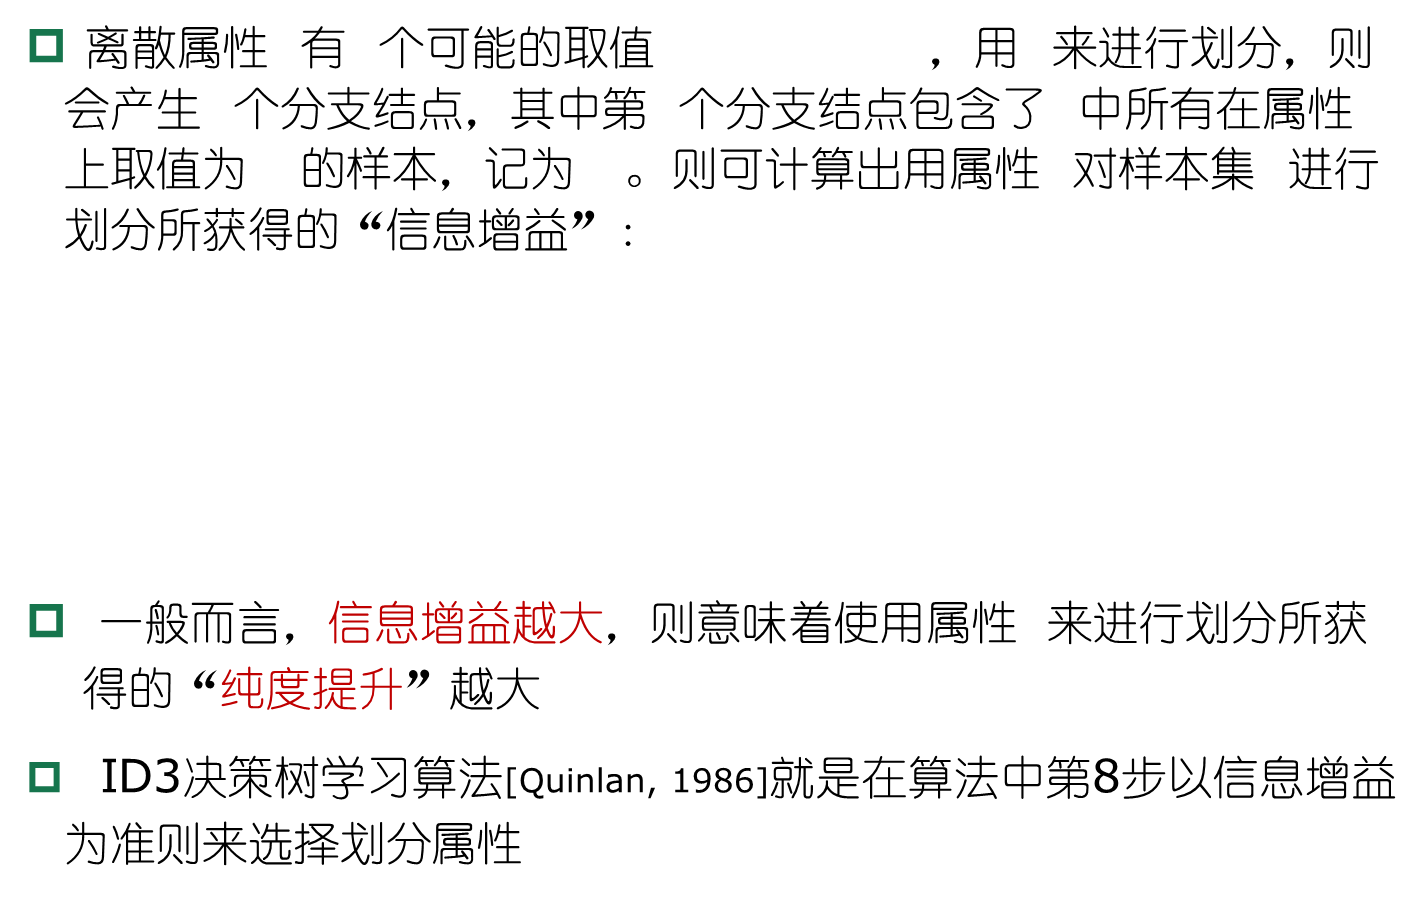 离散属性 有 个可能的取值 ，用 来进行划分，则
会产生 个分支结点，其中第 个分支结点包含了 中所有在属性
上取值为 的样本，记为 。则可计算出用属性 对样本集 进行
划分所获得的“信息增益”：
一般而言，信息增益越大，则意味着使用属性 来进行划分所获
得的“纯度提升”越大
ID3决策树学习算法[Quinlan, 1986]就是在算法中第8步以信息增益
为准则来选择划分属性